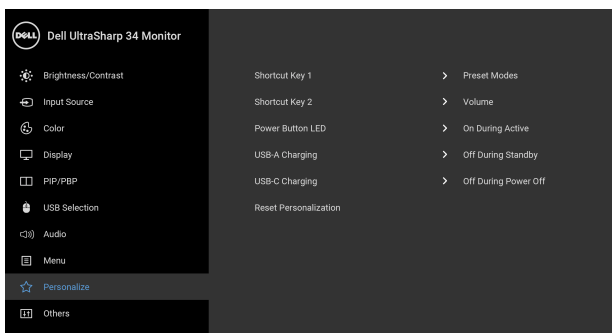 DELL Dell UltraSharp 34 Monitor
Brightness/Contrast
Input Source
Color
Display
PIP/PBP
USB Selection
Audio
Menu
Personalize
Others
Shortcut Key 1 > Preset Modes
Shortcut Key 2 > Volume
Power Button LED > On During Active
USB-A Charging > Off During Standby
USB-C Charging > Off During Power Off
Reset Personalization